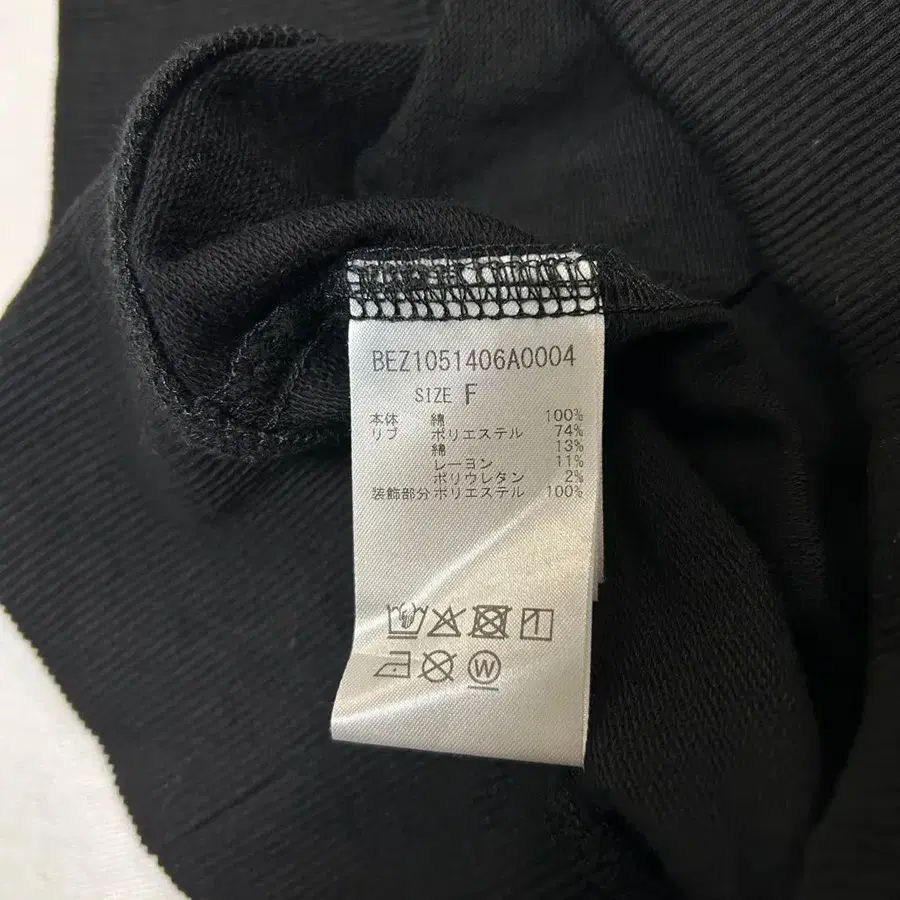 BEZ1051406A0004
SIZE F
本体 綿 100%
リブ ポリエステル 74%
綿 13%
レーヨン 11%
ポリウレタン 2%
装飾部分 ポリエステル 100%
W